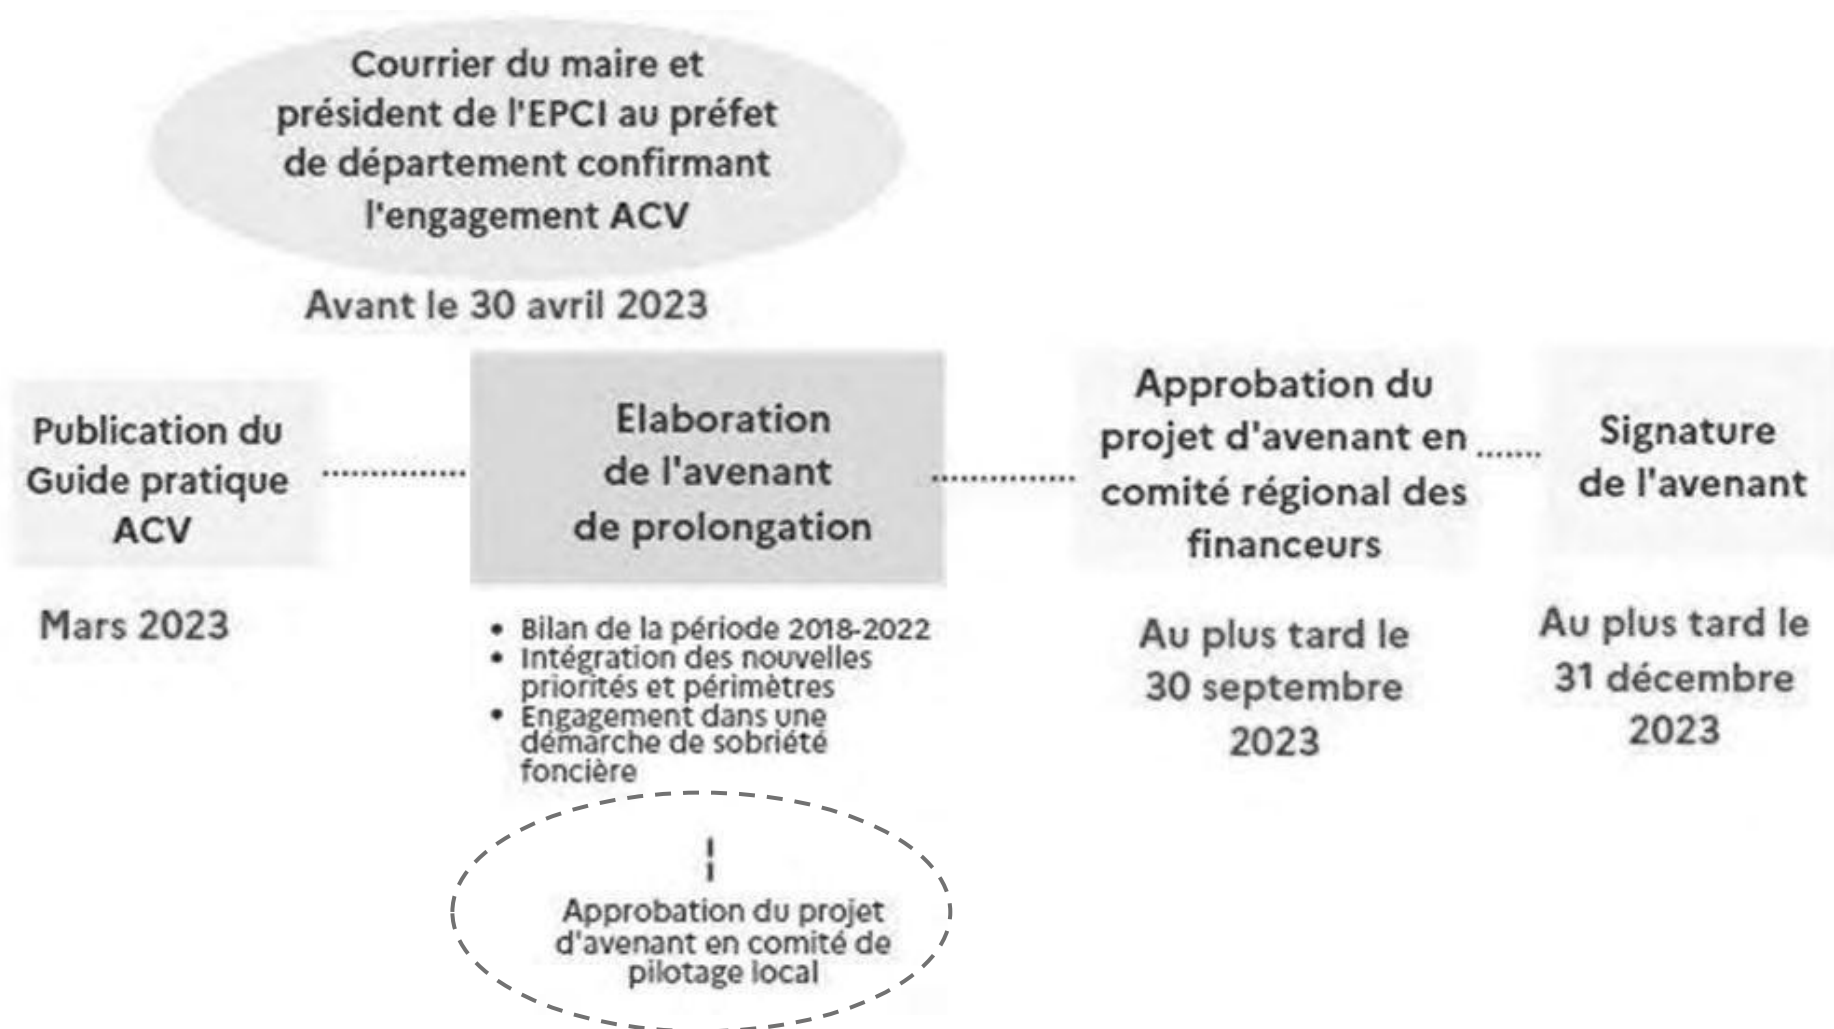 Courrier du maire et
président de l'EPCI au préfet
de département confirmant
l'engagement ACV
Avant le 30 avril 2023
Publication du
Guide pratique
ACV
Mars 2023
Elaboration
de l'avenant
de prolongation
• Bilan de la période 2018-2022
• Intégration des nouvelles
priorités et périmètres
• Engagement dans une
démarche de sobriété
foncière
Approbation du projet
d'avenant en comité de
pilotage local
Approbation du
projet d'avenant en
comité régional des
financeurs
Au plus tard le
30 septembre
2023
Signature
de l'avenant
Au plus tard le
31 décembre
2023